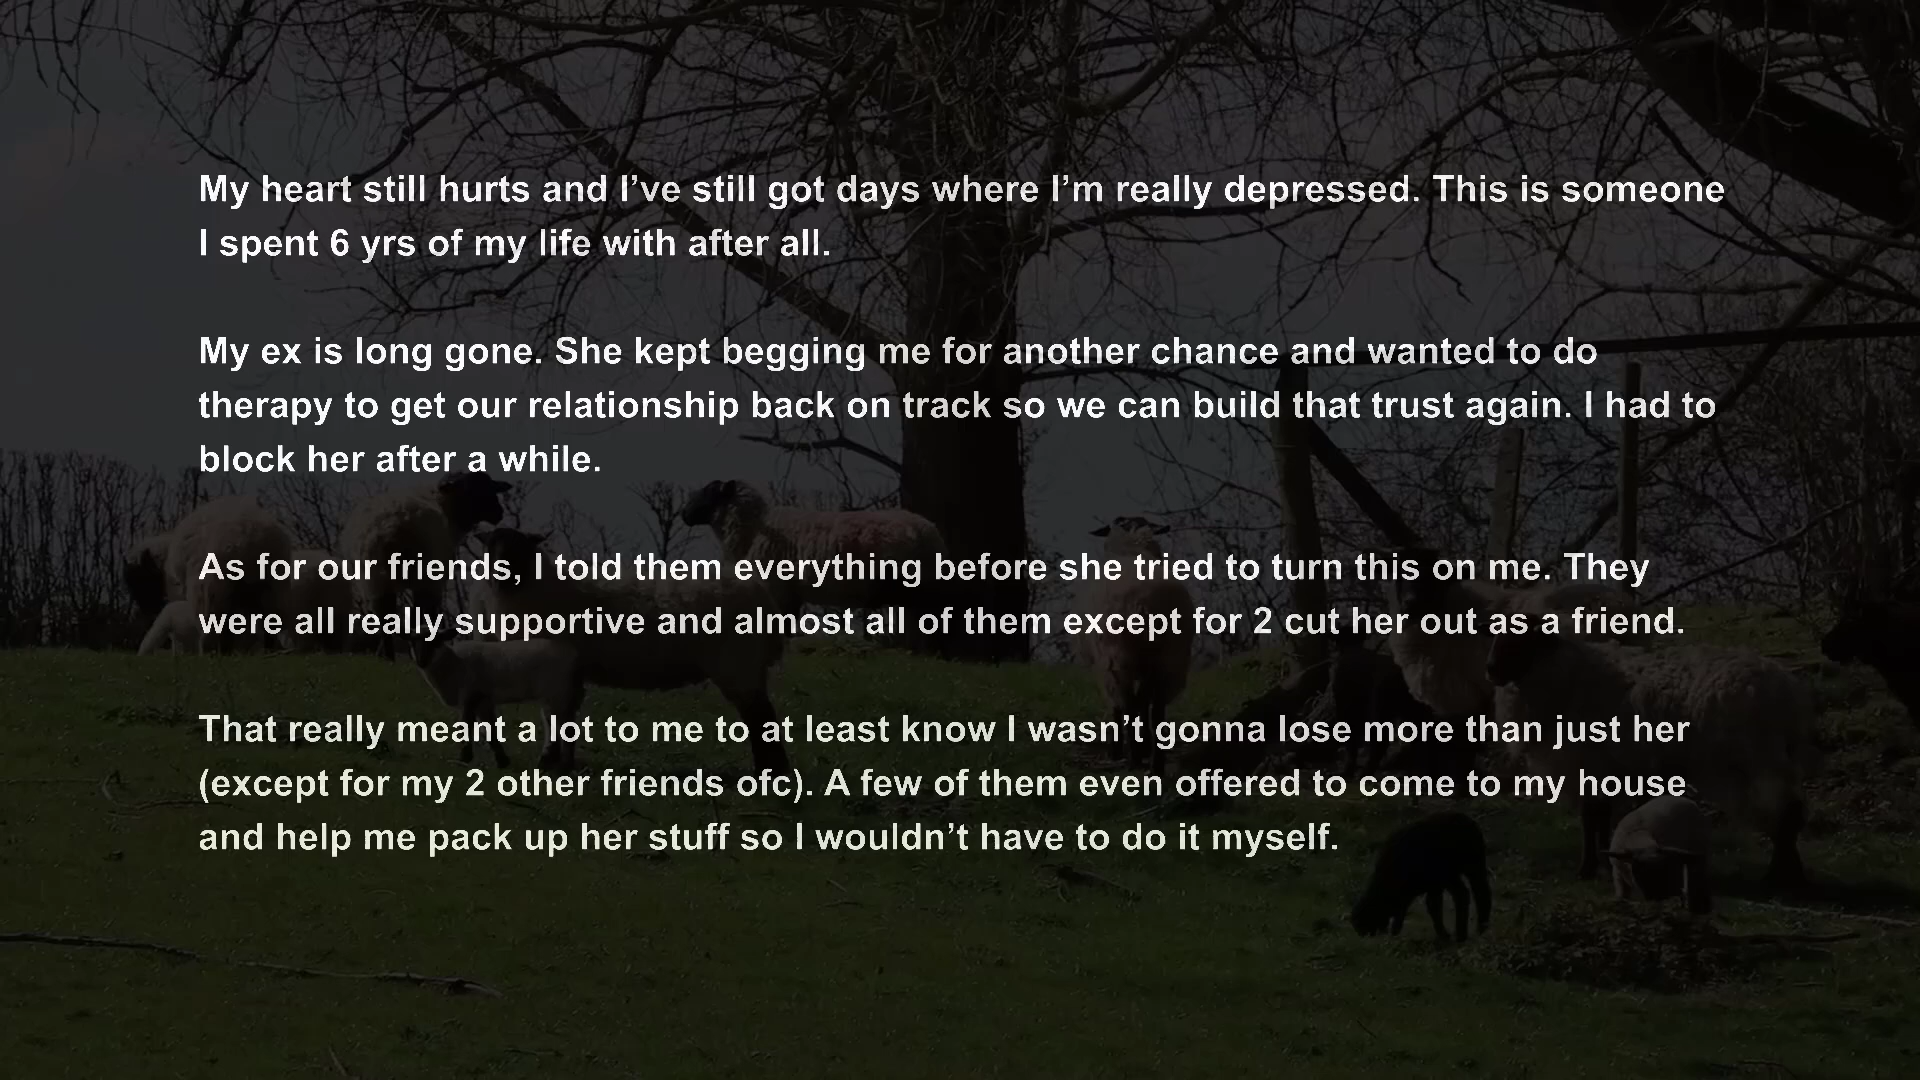 My heart still hurts and I’ve still got days where I’m really depressed. This is someone
I spent 6 yrs of my life with after all.
My ex is long gone. She kept begging me for another chance and wanted to do
therapy to get our relationship back on track so we can build that trust again. I had to
block her after a while.
As for our friends, I told them everything before she tried to turn this on me. They
were all really supportive and almost all of them except for 2 cut her out as a friend.
That really meant a lot to me to at least know I wasn’t gonna lose more than just her
(except for my 2 other friends ofc). A few of them even offered to come to my house
and help me pack up her stuff so I wouldn’t have to do it myself.